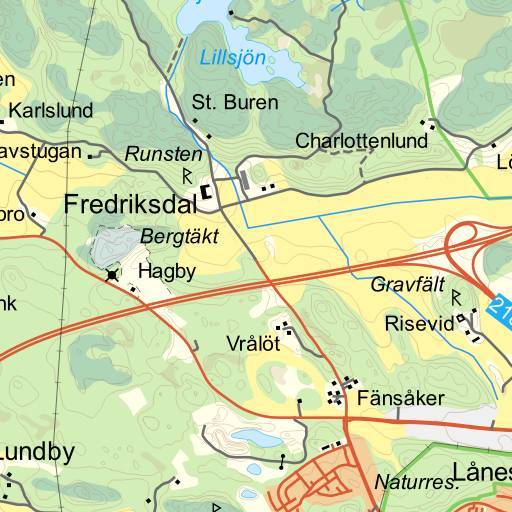 Lillsjön
St. Buren
Karlslund
Charlottenlund
Runsten
Fredriksdal
Bergtäkt
Hagby
Gravfält
Risevid
Vrålöt
Fänsåker
Lundby
Naturres.